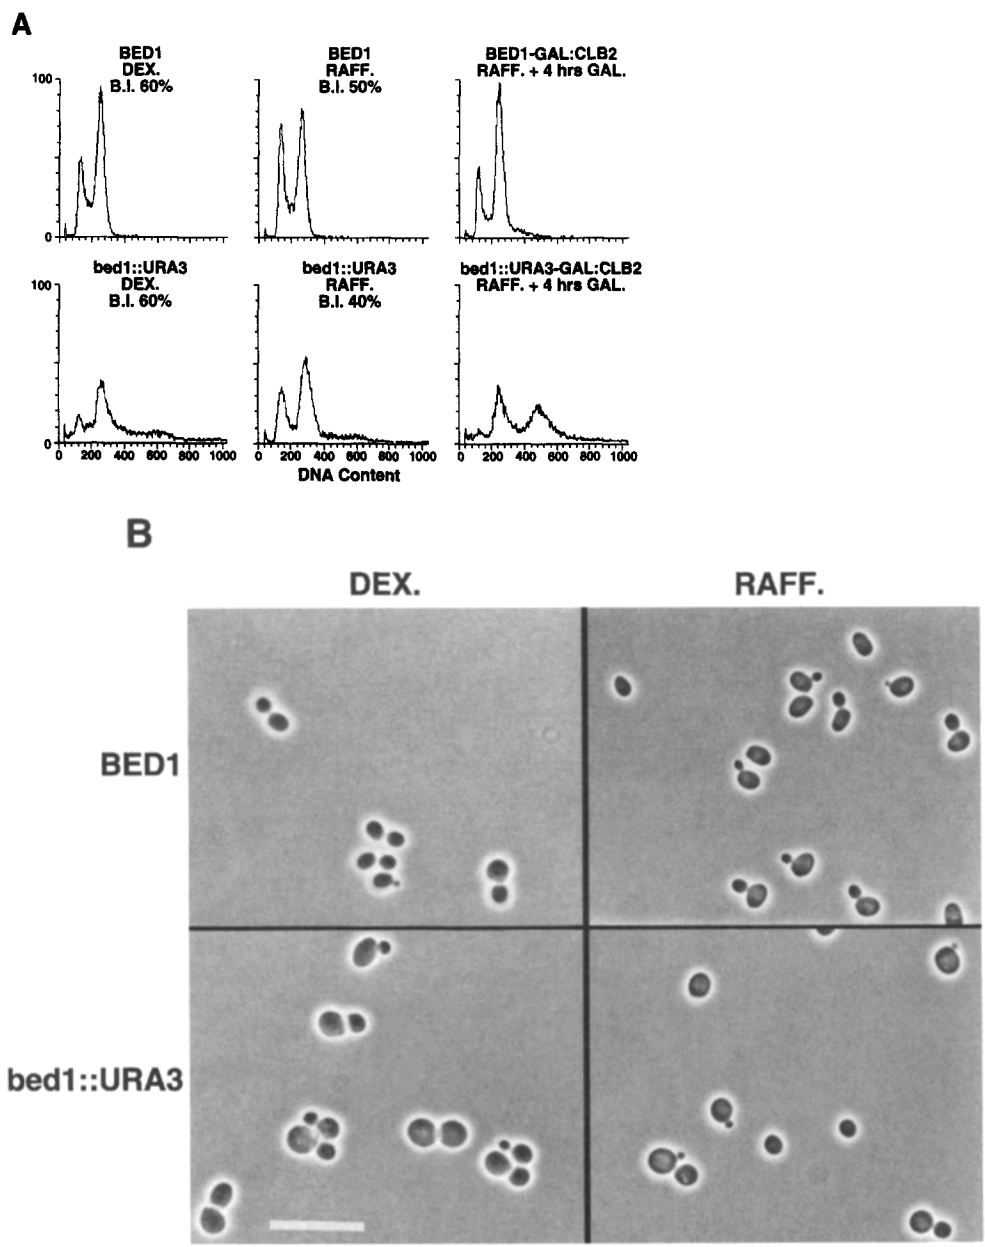 A
BED1
DEX.
B.I. 60%
BED1
RAFF.
B.I. 50%
BED1-GAL:CLB2
RAFF. + 4 hrs GAL.
100
0
bed1::URA3
DEX.
B.I. 60%
bed1::URA3
RAFF.
B.I. 40%
bed1::URA3-GAL:CLB2
RAFF. + 4 hrs GAL.
100
0
0 200 400 600 800 1000
0 200 400 600 800 1000
0 200 400 600 800 1000
DNA Content
B
DEX.
RAFF.
BED1
bed1::URA3